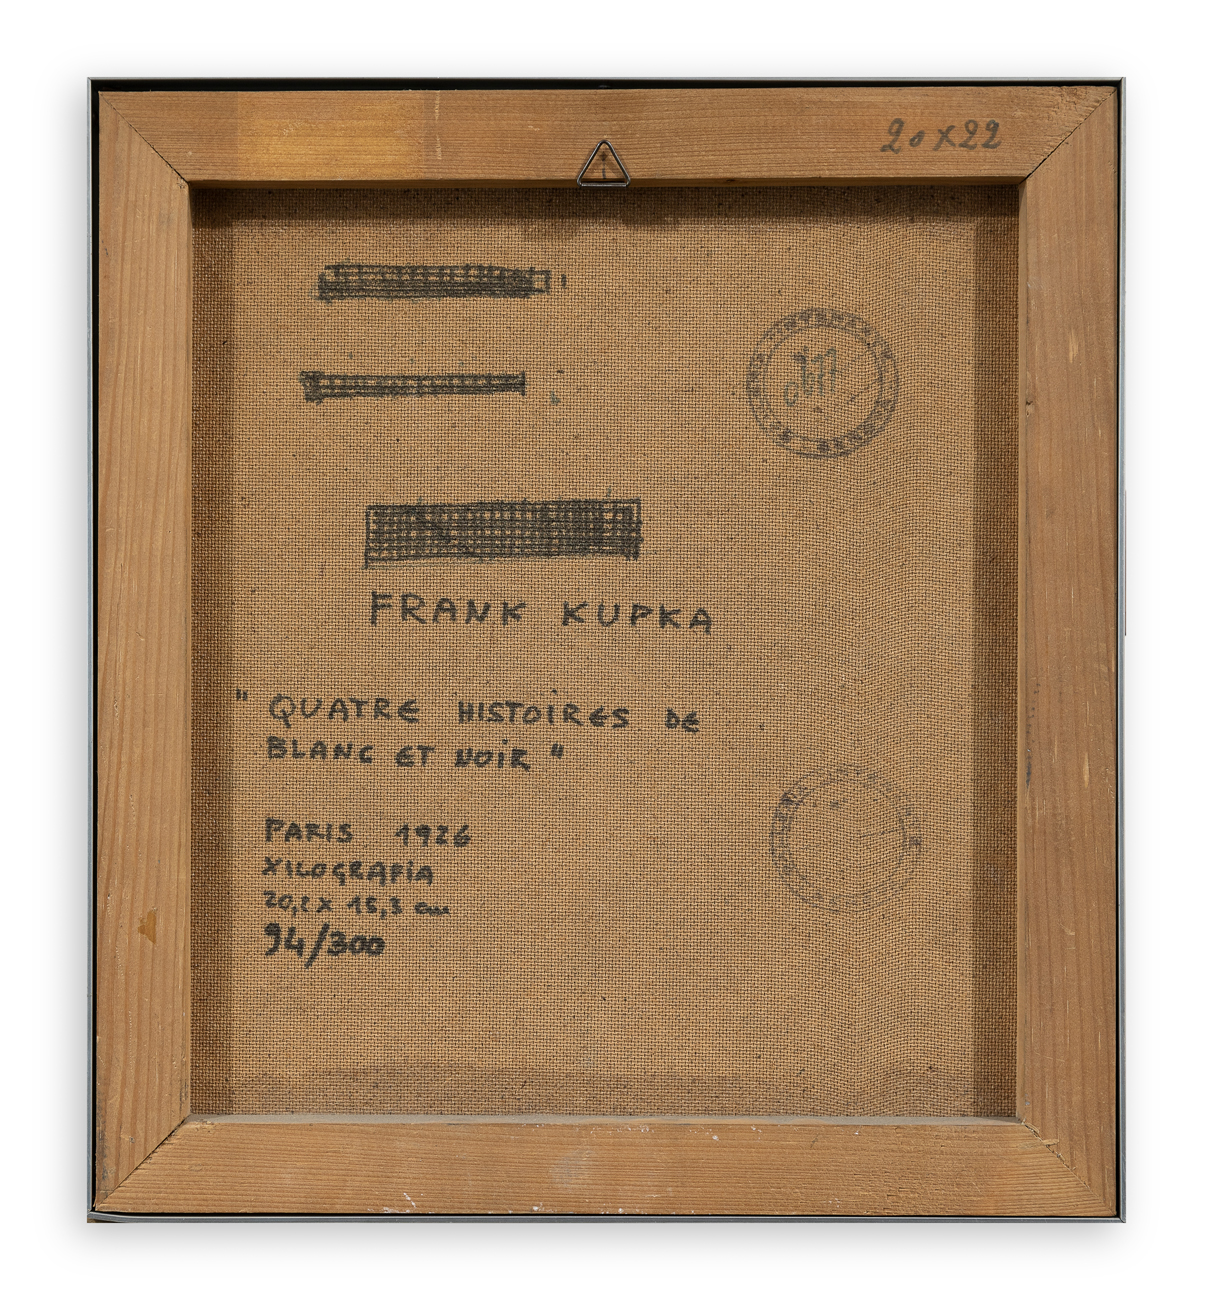 20x22
FRANK KUPKA
" QUATRE HISTOIRES DE
BLANC ET NOIR "
PARIS 1926
XILOGRAFIA
20,2 x 15,3 cm
94/300